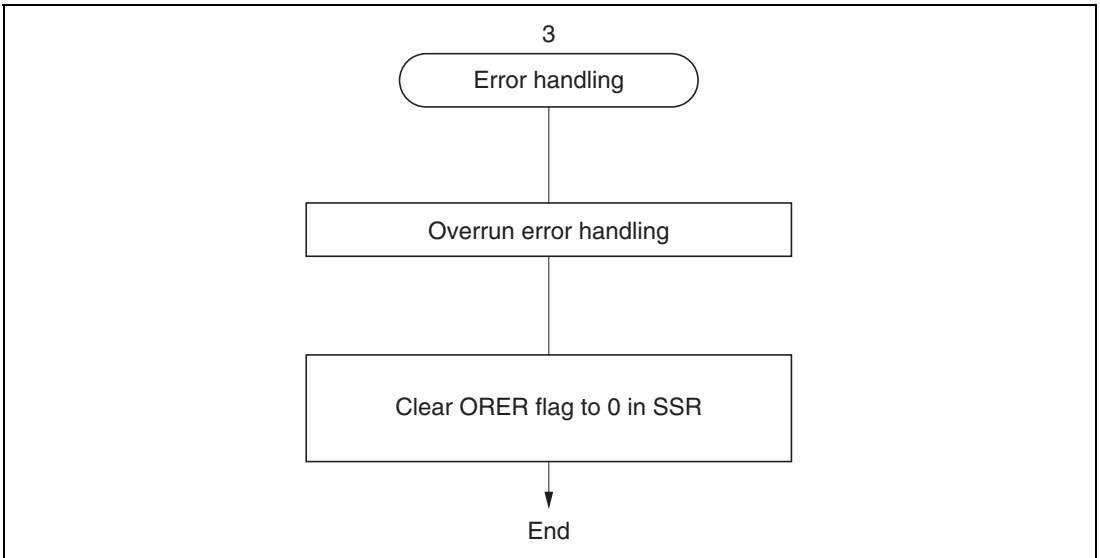 3
Error handling
Overrun error handling
Clear ORER flag to 0 in SSR
End